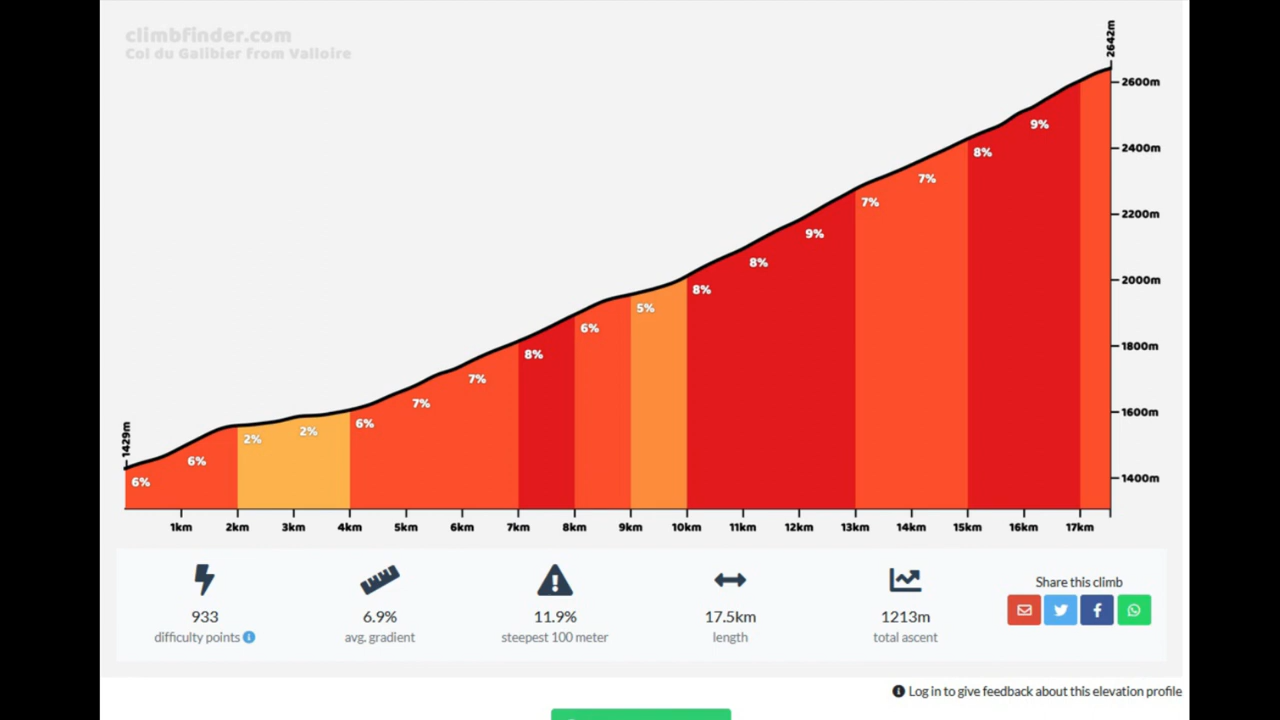 climbfinder.com
Col du Galibier from Valloire
2642m
2600m
9%
2400m
8%
7%
7%
2200m
9%
2000m
8%
8%
5%
6%
1800m
8%
7%
7%
1600m
6%
2%
2%
1429m
6%
6%
1400m
1km 2km 3km 4km 5km 6km 7km 8km 9km 10km 11km 12km 13km 14km 15km 16km 17km
933
difficulty points
6.9%
avg. gradient
11.9%
steepest 100 meter
17.5km
length
1213m
total ascent
Share this climb
Log in to give feedback about this elevation profile